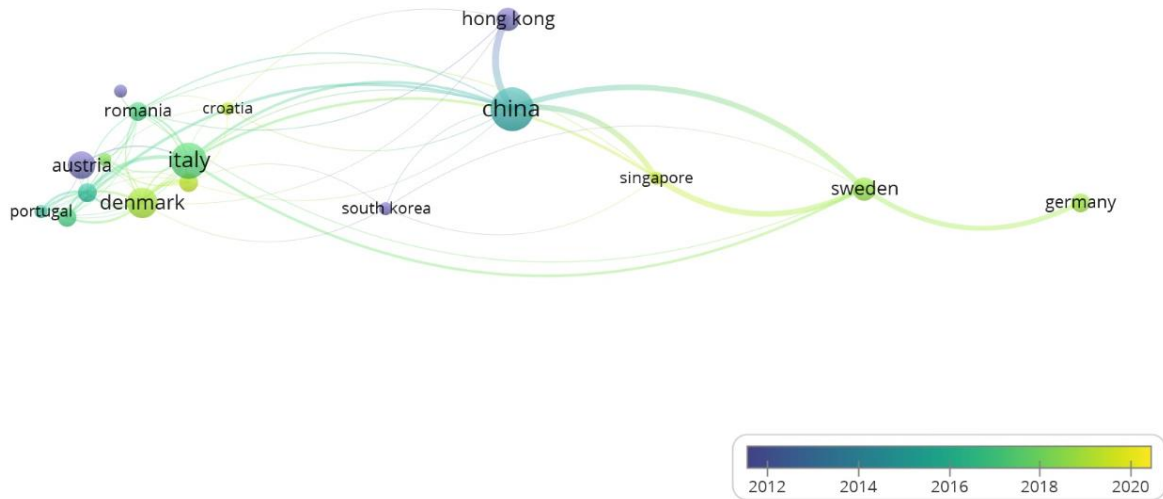 hong kong
romania
croatia
china
austria
italy
singapore
sweden
portugal
denmark
south korea
germany
2012
2014
2016
2018
2020